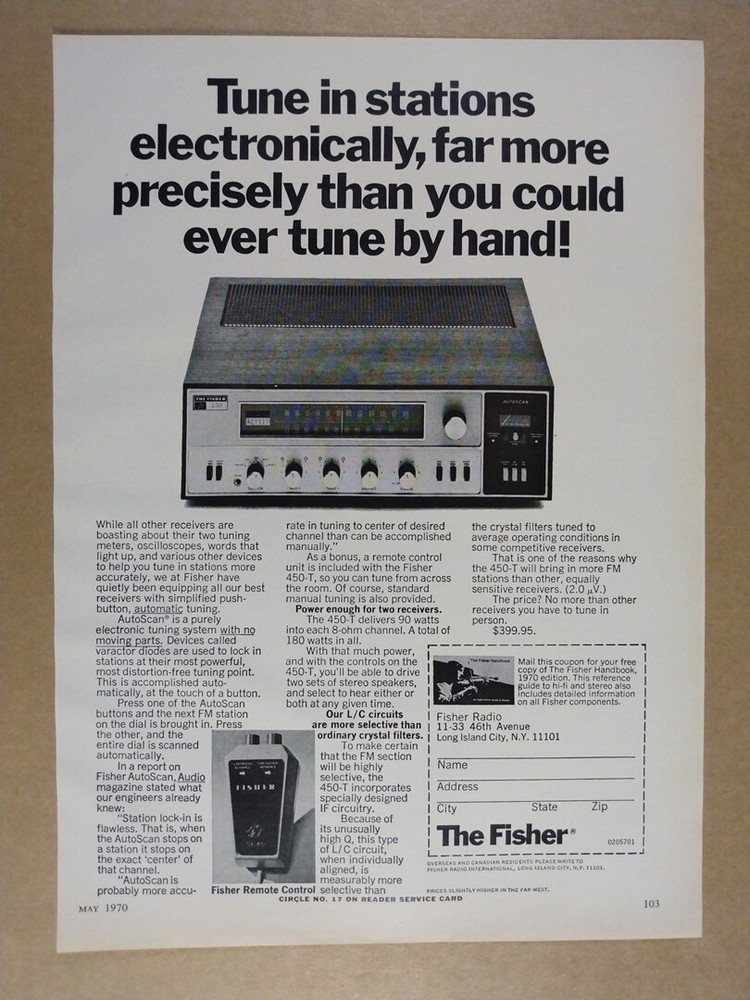 Tune in stations
electronically, far more
precisely than you could
ever tune by hand!
THE FISHER
AUTOSCAN
While all other receivers are
boasting about their two tuning
meters, oscilloscopes, words that
light up, and various other devices
to help you tune in stations more
accurately, we at Fisher have
quietly been equipping all our best
receivers with simplified push-
button, automatic tuning.
AutoScan® is a purely
electronic tuning system with no
moving parts. Devices called
varactor diodes are used to lock in
stations at their most powerful,
most distortion-free tuning point.
This is accomplished auto-
matically, at the touch of a button.
Press one of the AutoScan
buttons and the next FM station
on the dial is brought in. Press
the other, and the
entire dial is scanned
automatically.
In a report on
Fisher AutoScan, Audio
magazine stated what
our engineers already
knew:
"Station lock-in is
flawless. That is, when
the AutoScan stops on
a station it stops on
the exact 'center' of
that channel.
"AutoScan is
probably more accu-
rate in tuning to center of desired
channel than can be accomplished
manually."
As a bonus, a remote control
unit is included with the Fisher
450-T, so you can tune from across
the room. Of course, standard
manual tuning is also provided.
Power enough for two receivers.
The 450-T delivers 90 watts
into each 8-ohm channel. A total of
180 watts in all.
With that much power,
and with the controls on the
450-T, you'll be able to drive
two sets of stereo speakers,
and select to hear either or
both at any given time.
Our L/C circuits
are more selective than
ordinary crystal filters.
To make certain
that the FM section
will be highly
selective, the
450-T incorporates
specially designed
IF circuitry.
Because of
its unusually
high Q, this type
of L/C circuit,
when individually
aligned, is
measurably more
selective than
FISHER
Fisher Remote Control
the crystal filters tuned to
average operating conditions in
some competitive receivers.
That is one of the reasons why
the 450-T will bring in more FM
stations than other, equally
sensitive receivers. (2.0 µV.)
The price? No more than other
receivers you have to tune in
person.
$399.95.
The Fisher Handbook
Mail this coupon for your free
copy of The Fisher Handbook,
1970 edition. This reference
guide to hi-fi and stereo also
includes detailed information
on all Fisher components.
Fisher Radio
11-33 46th Avenue
Long Island City, N.Y. 11101
Name
Address
City State Zip
The Fisher®
0205701
OVERSEAS AND CANADIAN RESIDENTS PLEASE WRITE TO
FISHER RADIO INTERNATIONAL, LONG ISLAND CITY, N.Y. 11101.
PRICES SLIGHTLY HIGHER IN THE FAR WEST.
CIRCLE NO. 17 ON READER SERVICE CARD
MAY 1970
103